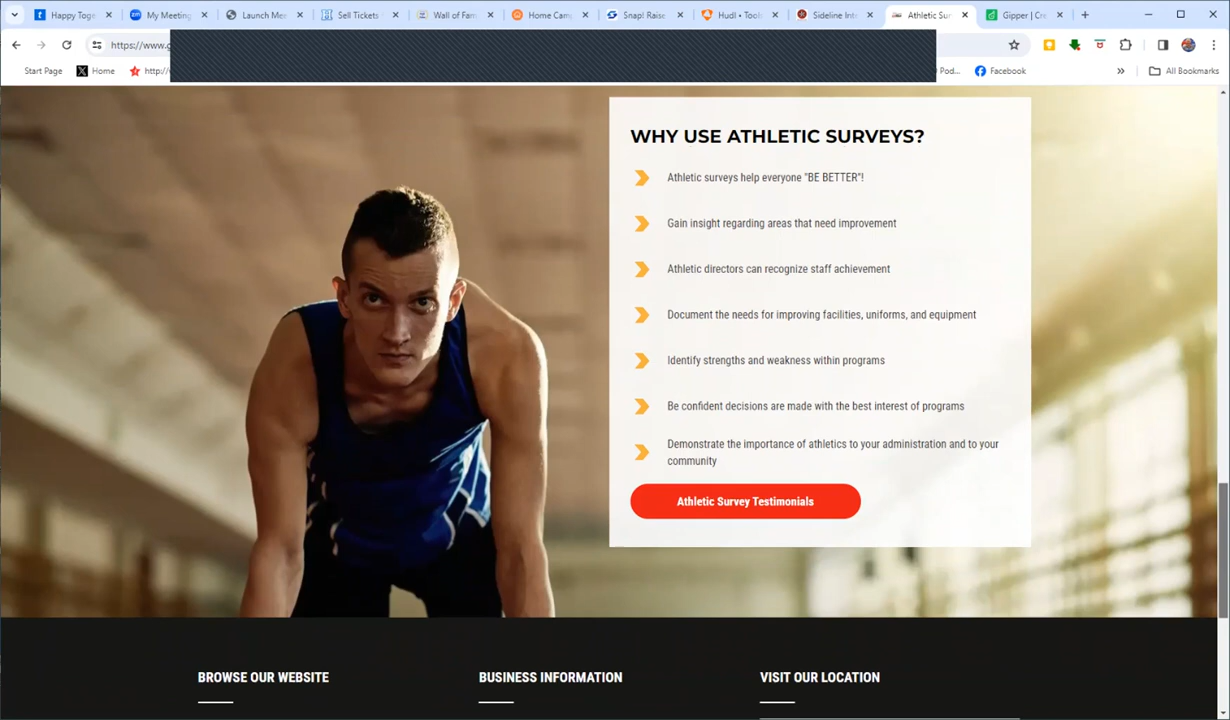 Happy Toge
My Meeting
Launch Mee
Sell Tickets
Wall of Fam
Home Cam
Snap! Raise
Hudl • Tool
Sideline Int
Athletic Sur
Gipper | Cre
https://www.g
Start Page
Home
http://
Pod...
Facebook
All Bookmarks
WHY USE ATHLETIC SURVEYS?
Athletic surveys help everyone "BE BETTER"!
Gain insight regarding areas that need improvement
Athletic directors can recognize staff achievement
Document the needs for improving facilities, uniforms, and equipment
Identify strengths and weakness within programs
Be confident decisions are made with the best interest of programs
Demonstrate the importance of athletics to your administration and to your
community
Athletic Survey Testimonials
BROWSE OUR WEBSITE
BUSINESS INFORMATION
VISIT OUR LOCATION